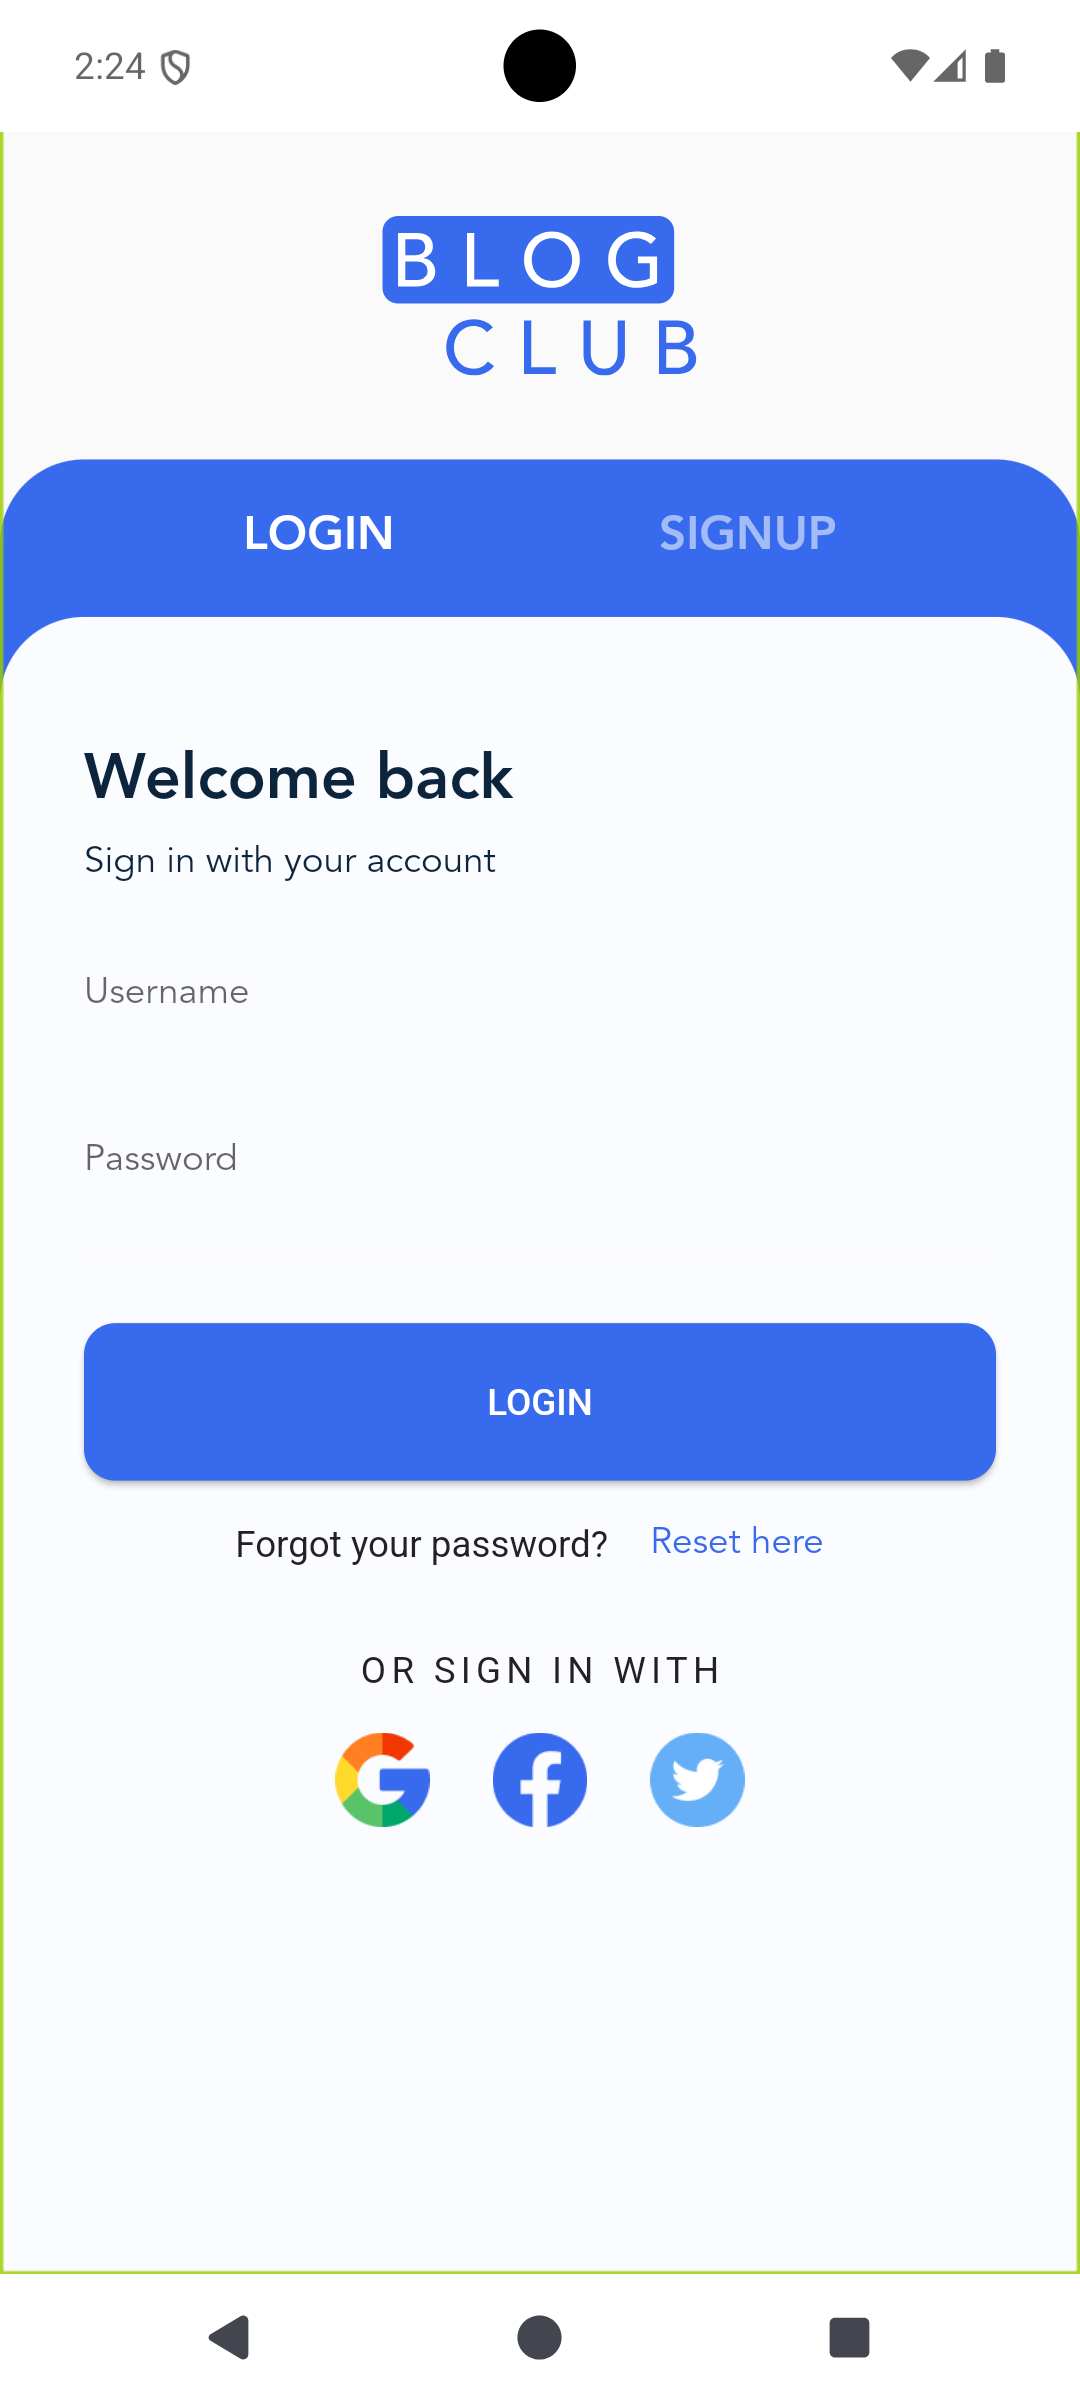 2:24
BLOG
CLUB
LOGIN SIGNUP
Welcome back
Sign in with your account
Username
Password
LOGIN
Forgot your password? Reset here
OR SIGN IN WITH